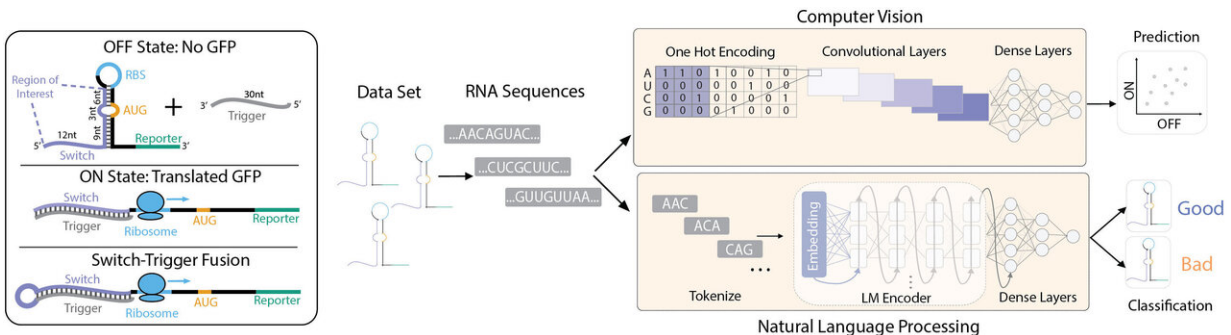 OFF State: No GFP
Region of
Interest
RBS
6nt
3nt
AUG
9nt
12nt
5'
Switch
Reporter
3'
+
30nt
3'
5'
Trigger
ON State: Translated GFP
Switch
Trigger
Ribosome
AUG
Reporter
Switch-Trigger Fusion
Switch
Trigger
Ribosome
AUG
Reporter
Data Set
RNA Sequences
...AACAGUAC...
...CUCGCUUC...
...GUUGUUAA...
Computer Vision
One Hot Encoding
Convolutional Layers
Dense Layers
A 1 1 0 1 0 0 1 0
U 0 0 0 0 0 1 0 0
C 0 0 1 0 0 0 0 1
G 0 0 0 0 1 0 0 0
Prediction
ON
OFF
AAC
ACA
CAG
...
Tokenize
Embedding
LM Encoder
Dense Layers
Natural Language Processing
Good
Bad
Classification